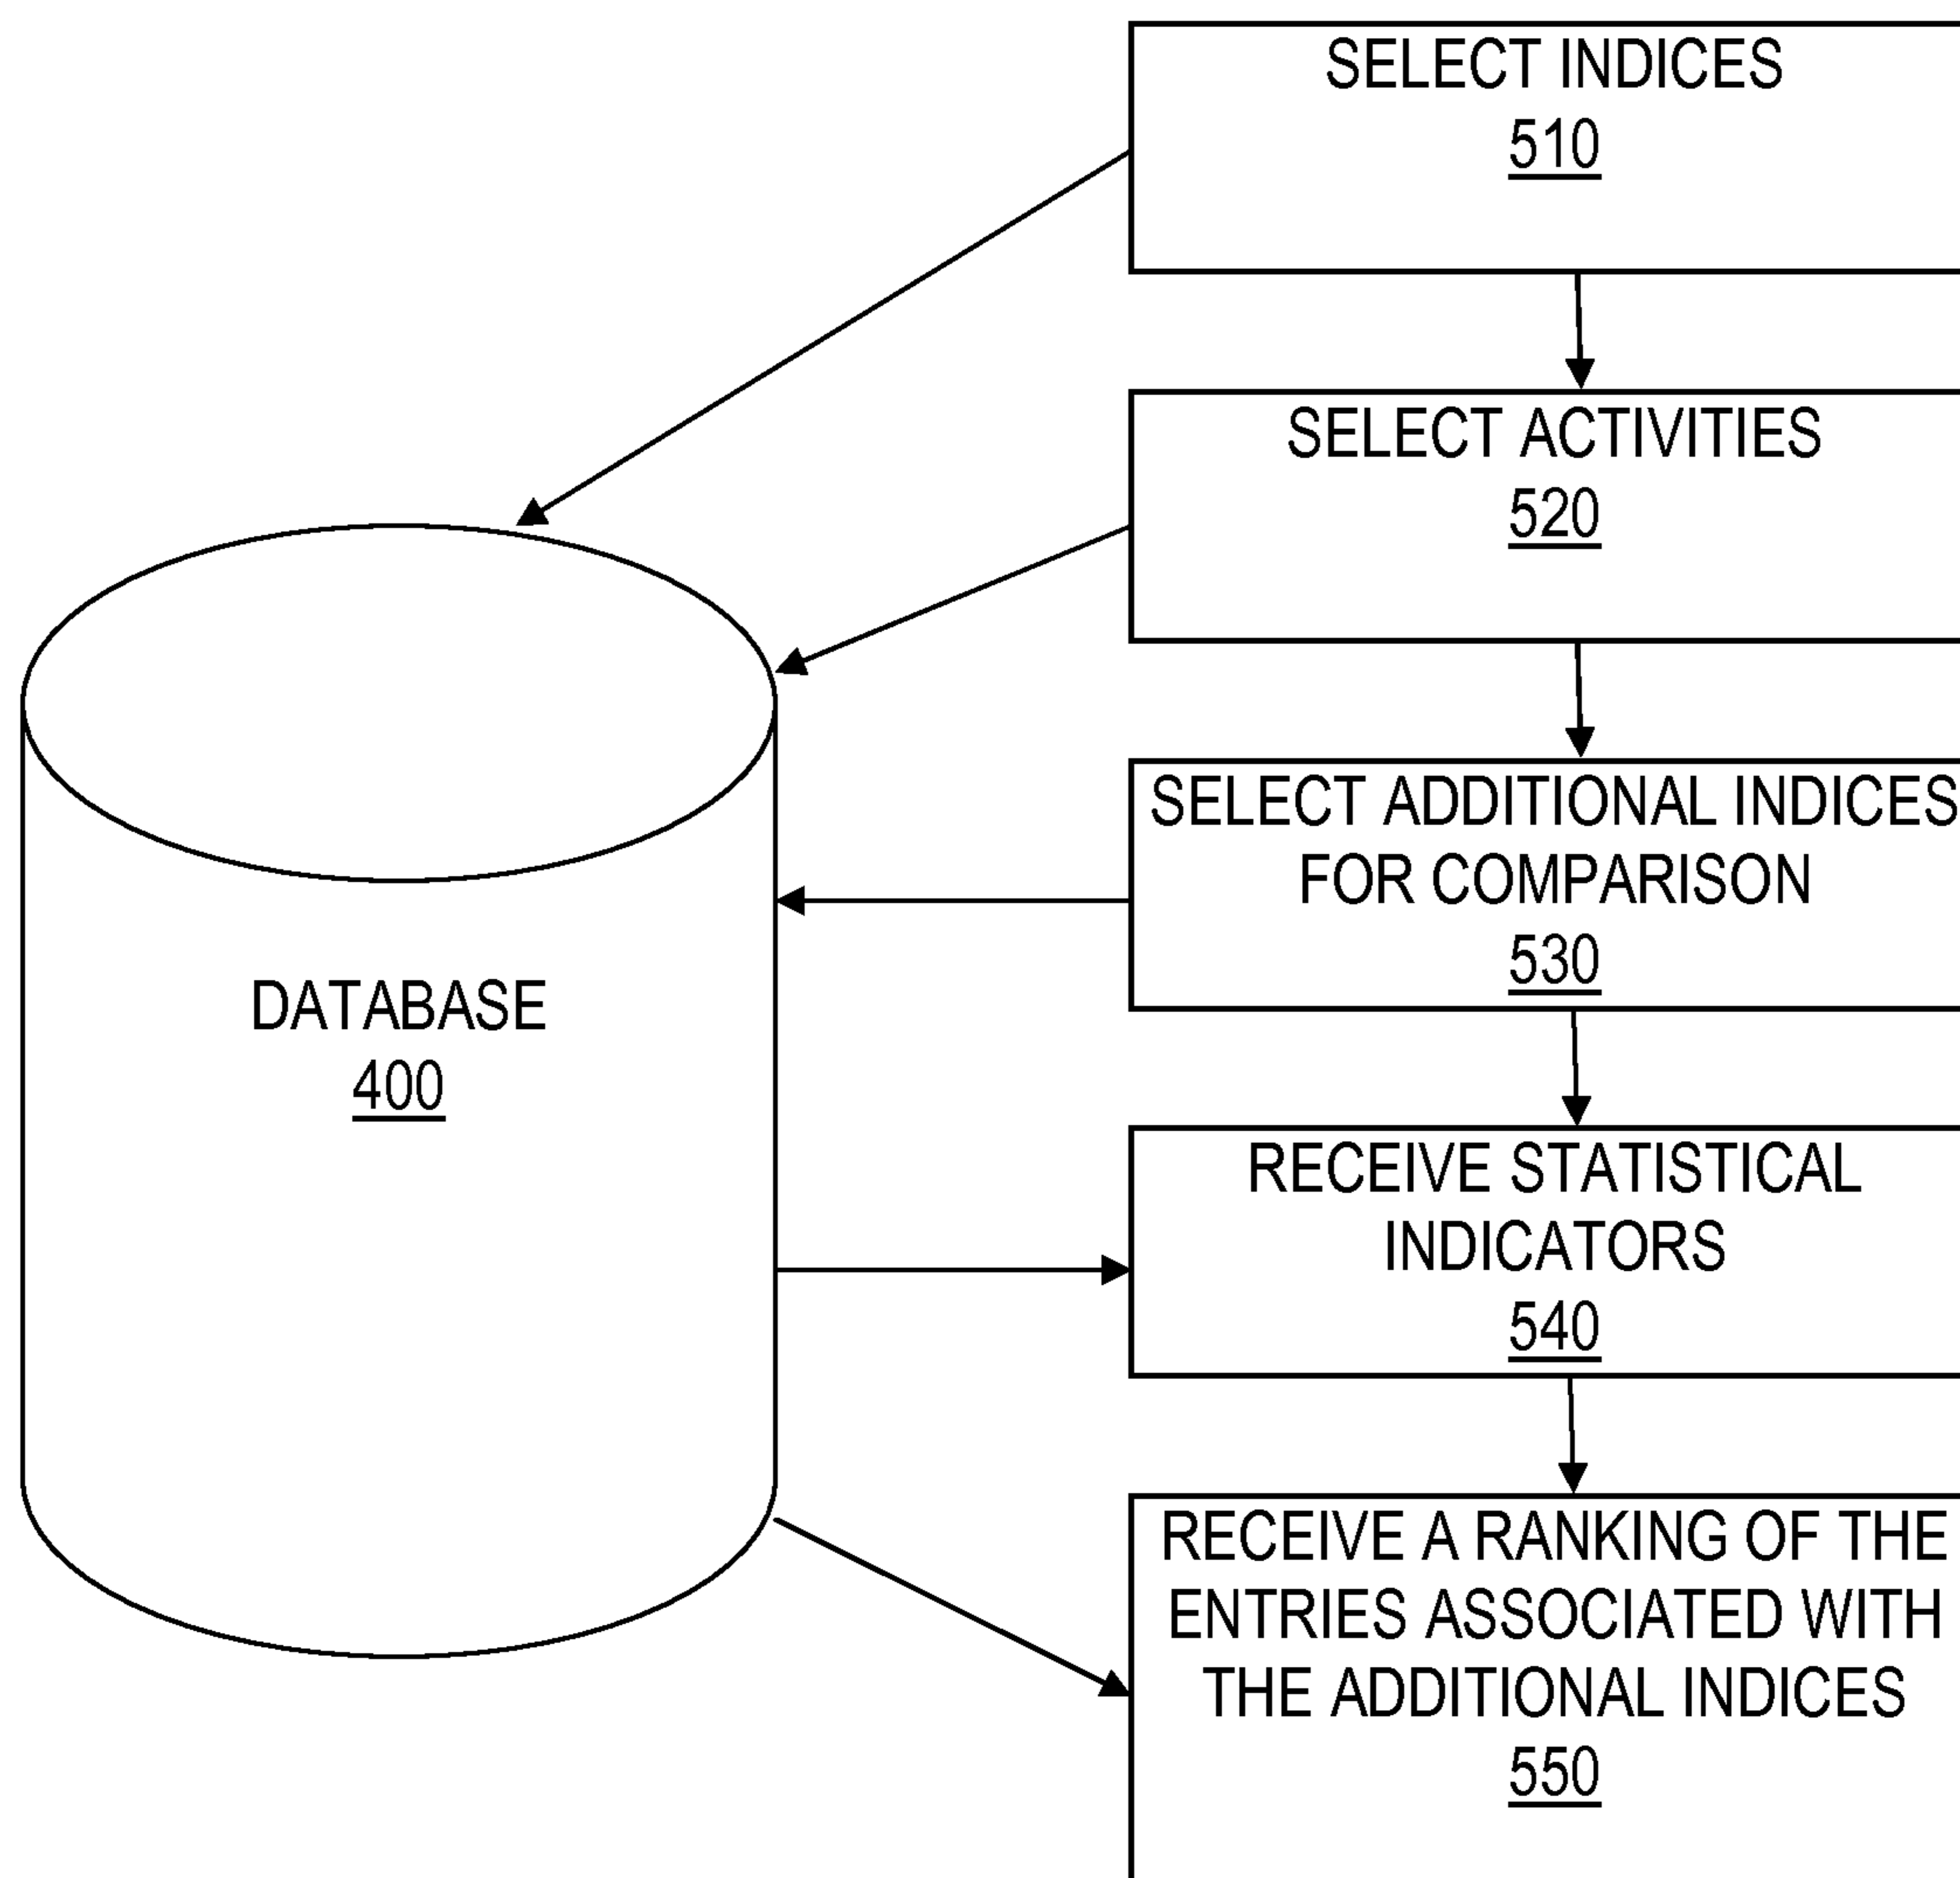 SELECT INDICES
510
SELECT ACTIVITIES
520
SELECT ADDITIONAL INDICES
FOR COMPARISON
530
DATABASE
400
RECEIVE STATISTICAL
INDICATORS
540
RECEIVE A RANKING OF THE
ENTRIES ASSOCIATED WITH
THE ADDITIONAL INDICES
550